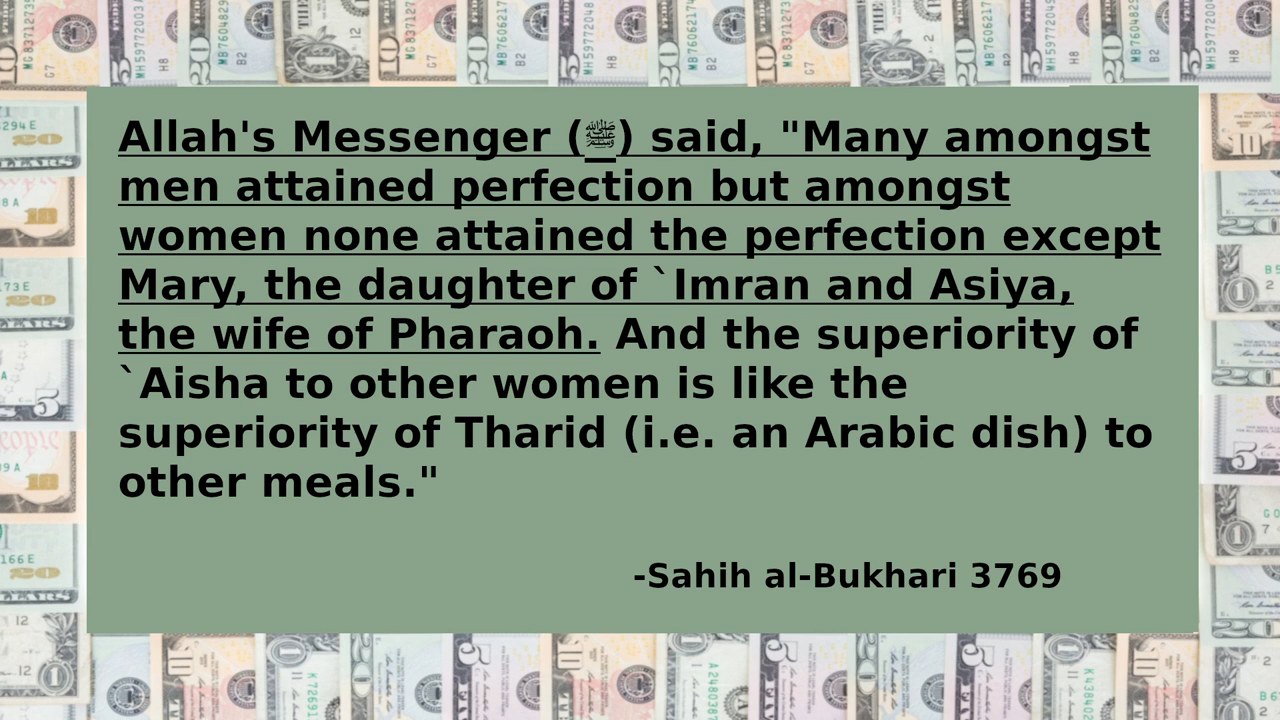 Allah's Messenger (ﷺ) said, "Many amongst
men attained perfection but amongst
women none attained the perfection except
Mary, the daughter of `Imran and Asiya,
the wife of Pharaoh. And the superiority of
`Aisha to other women is like the
superiority of Tharid (i.e. an Arabic dish) to
other meals."
-Sahih al-Bukhari 3769